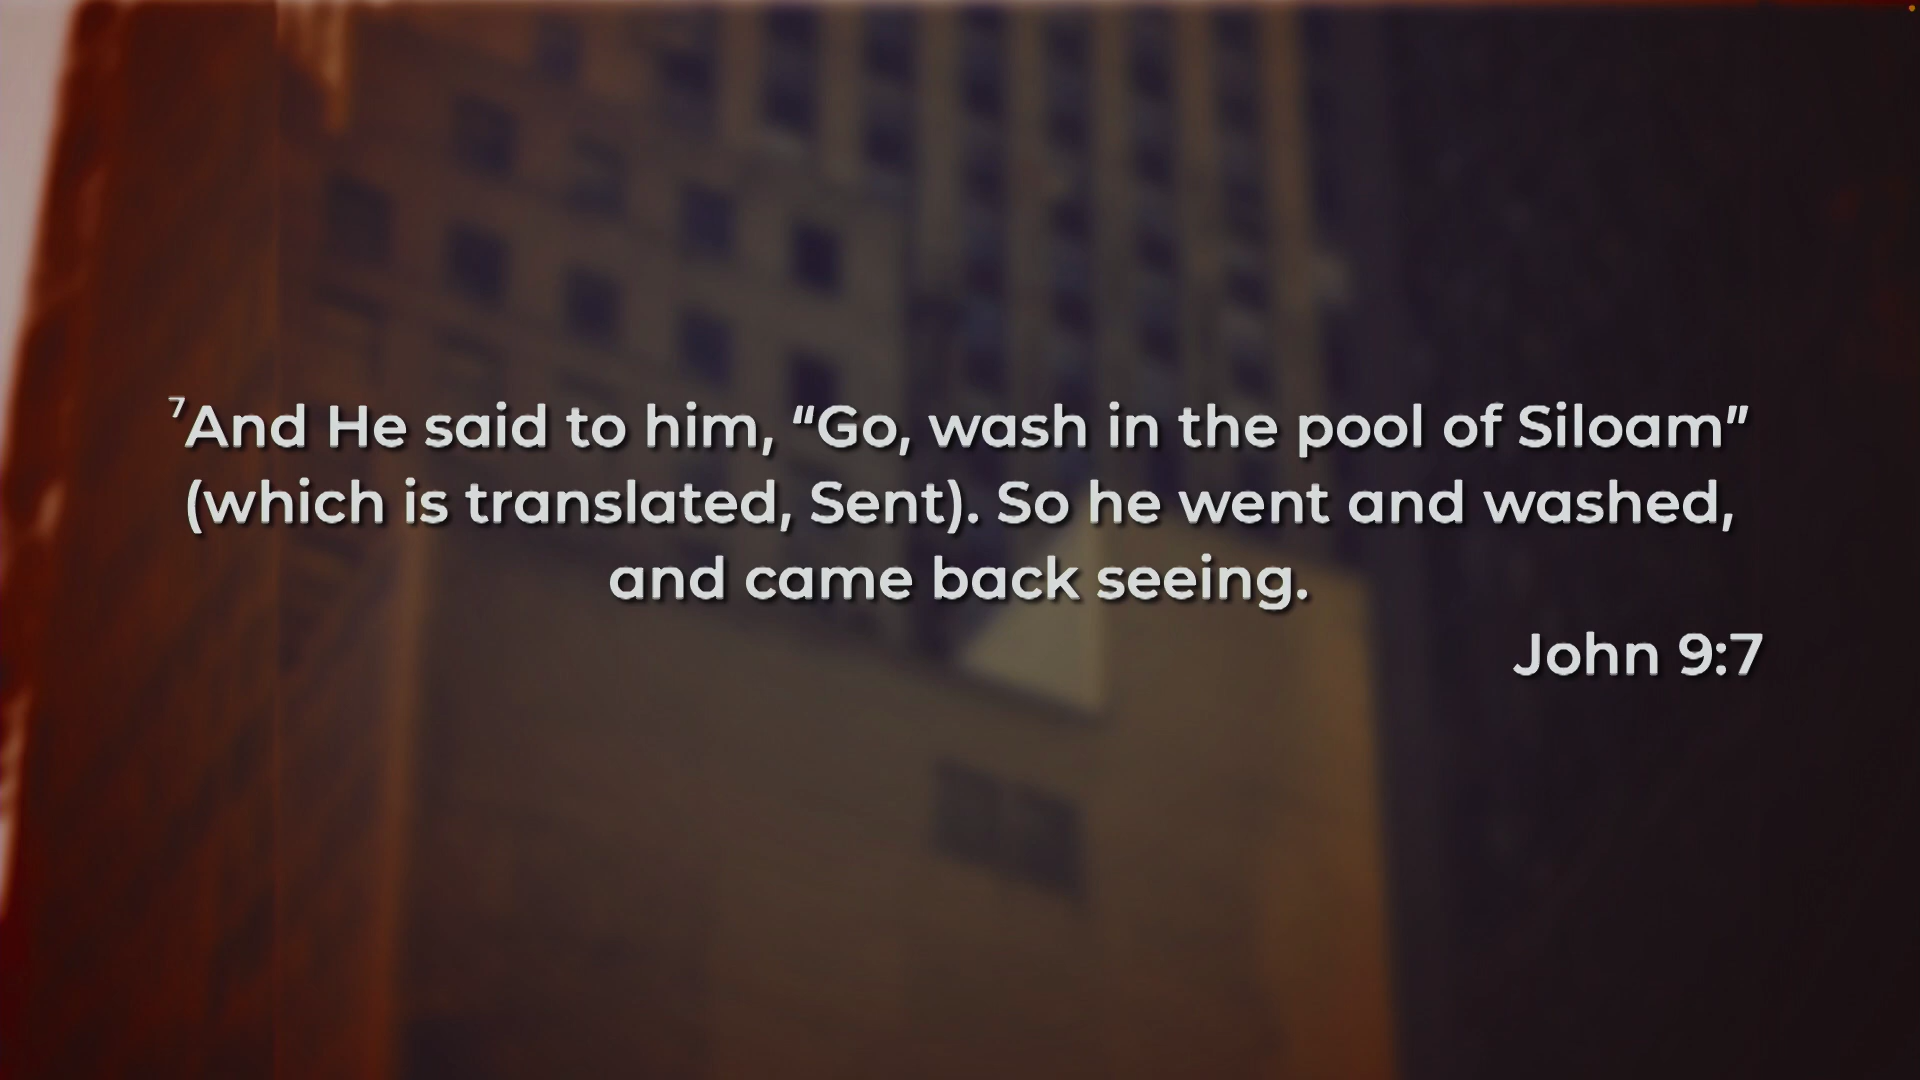 ⁷And He said to him, “Go, wash in the pool of Siloam”
(which is translated, Sent). So he went and washed,
and came back seeing.
John 9:7